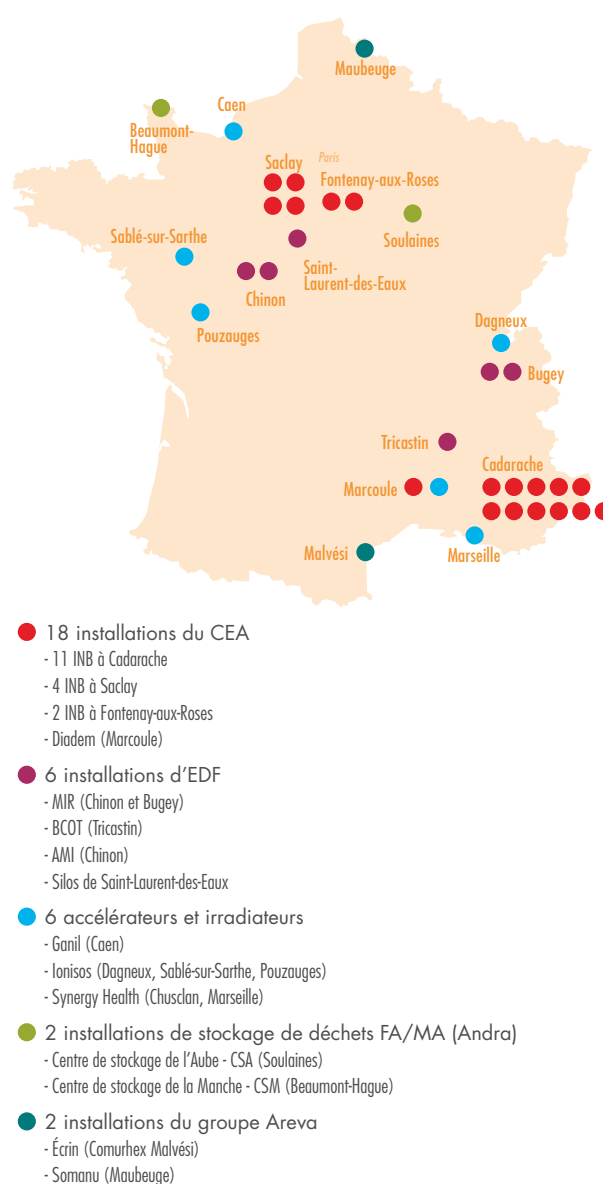 Maubeuge
Caen
Beaumont-
Hague
Saclay
Paris
Fontenay-aux-Roses
Soulaines
Sablé-sur-Sarthe
Saint-
Laurent-des-Eaux
Chinon
Pouzauges
Dagneux
Bugey
Tricastin
Cadarache
Marcoule
Malvési
Marseille
18 installations du CEA
- 11 INB à Cadarache
- 4 INB à Saclay
- 2 INB à Fontenay-aux-Roses
- Diadem (Marcoule)
6 installations d'EDF
- MIR (Chinon et Bugey)
- BCOT (Tricastin)
- AMI (Chinon)
- Silos de Saint-Laurent-des-Eaux
6 accélérateurs et irradiateurs
- Ganil (Caen)
- Ionisos (Dagneux, Sablé-sur-Sarthe, Pouzauges)
- Synergy Health (Chusclan, Marseille)
2 installations de stockage de déchets FA/MA (Andra)
- Centre de stockage de l'Aube - CSA (Soulaines)
- Centre de stockage de la Manche - CSM (Beaumont-Hague)
2 installations du groupe Areva
- Écrin (Comurhex Malvési)
- Somanu (Maubeuge)